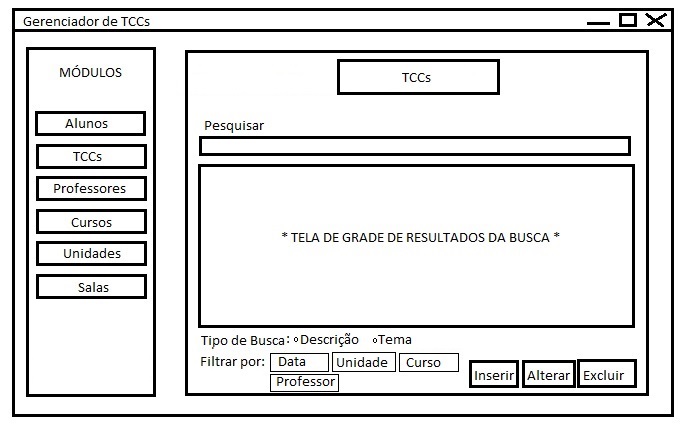 Gerenciador de TCCs
MÓDULOS
Alunos
TCCs
Professores
Cursos
Unidades
Salas
TCCs
Pesquisar
* TELA DE GRADE DE RESULTADOS DA BUSCA *
Tipo de Busca: Descrição Tema
Filtrar por: Data Unidade Curso
Professor
Inserir Alterar Excluir